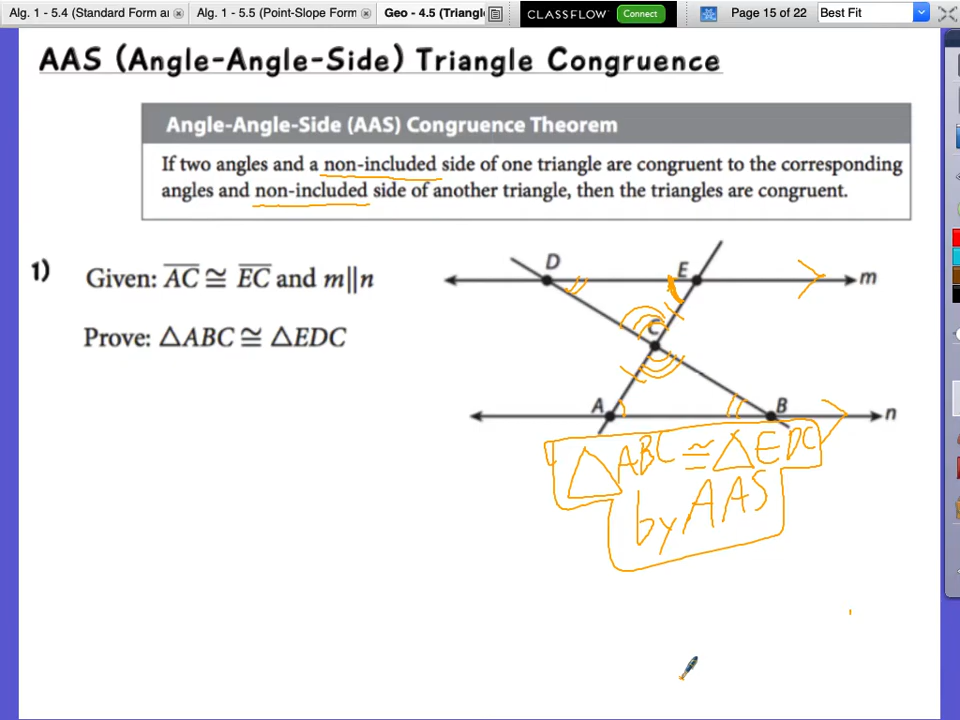 Alg. 1 - 5.4 (Standard Form ar
Alg. 1 - 5.5 (Point-Slope Form
Geo - 4.5 (Triangle
CLASSFLOW
Connect
Page 15 of 22
Best Fit
AAS (Angle-Angle-Side) Triangle Congruence
Angle-Angle-Side (AAS) Congruence Theorem
If two angles and a non-included side of one triangle are congruent to the corresponding
angles and non-included side of another triangle, then the triangles are congruent.
1)
Given: A̅C̅ ≅ E̅C̅ and m||n
Prove: △ABC ≅ △EDC
D
E
m
C
A
B
n
△ABC ≅ △EDC
by AAS